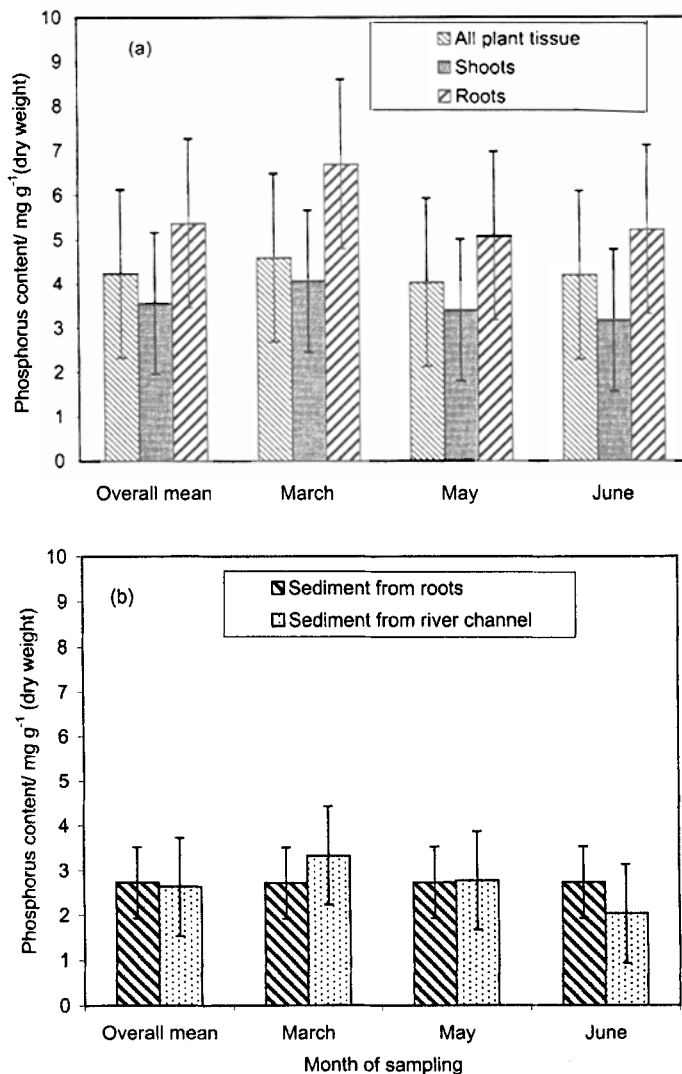 10
(a)
All plant tissue
9
Shoots
8
Roots
7
6
5
4
3
2
1
0
Phosphorus content/ mg g-1 (dry weight)
Overall mean March May June
10
(b)
Sediment from roots
9
Sediment from river channel
8
7
6
5
4
3
2
1
0
Phosphorus content/ mg g-1 (dry weight)
Overall mean March May June
Month of sampling